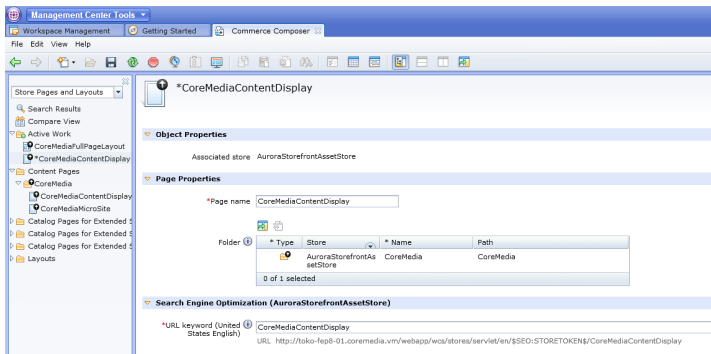 Management Center Tools
Workspace Management
Getting Started
Commerce Composer
File Edit View Help
Store Pages and Layouts
*CoreMediaContentDisplay
Search Results
Compare View
Active Work
CoreMediaFullPageLayout
*CoreMediaContentDisplay
Content Pages
CoreMedia
CoreMediaContentDisplay
CoreMediaMicroSite
Catalog Pages for Extended S
Catalog Pages for Extended S
Catalog Pages for Extended S
Layouts
Object Properties
Associated store AuroraStorefrontAssetStore
Page Properties
*Page name CoreMediaContentDisplay
Folder
* Type Store * Name Path
AuroraStorefrontAs
setStore CoreMedia CoreMedia
0 of 1 selected
Search Engine Optimization (AuroraStorefrontAssetStore)
*URL keyword (United
States English)
CoreMediaContentDisplay
URL http://toko-fep8-01.coremedia.vm/webapp/wcs/stores/servlet/en/$SEO:STORETOKEN$/CoreMediaContentDisplay